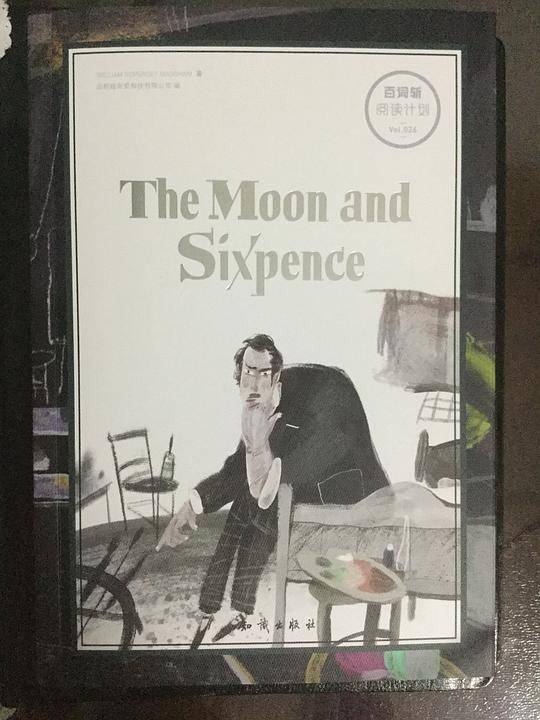 WILLIAM SOMERSET MAUGHAM 著
百词斩
阅读计划
Vol.026
The Moon and
Sixpence
知识出版社